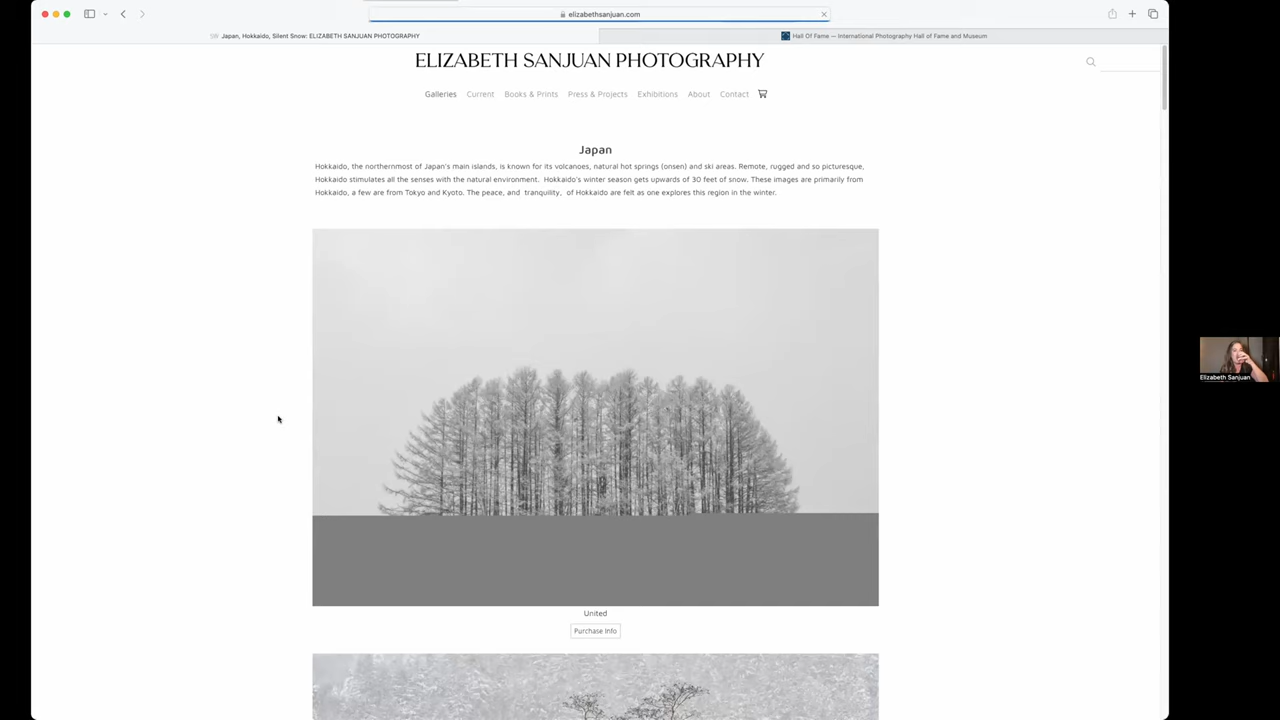 elizabethsanjuan.com
SW Japan, Hokkaido, Silent Snow: ELIZABETH SANJUAN PHOTOGRAPHY
Hall Of Fame — International Photography Hall of Fame and Museum
ELIZABETH SANJUAN PHOTOGRAPHY
Galleries Current Books & Prints Press & Projects Exhibitions About Contact
Japan
Hokkaido, the northernmost of Japan's main islands, is known for its volcanoes, natural hot springs (onsen) and ski areas. Remote, rugged and so picturesque,
Hokkaido stimulates all the senses with the natural environment. Hokkaido's winter season gets upwards of 30 feet of snow. These images are primarily from
Hokkaido, a few are from Tokyo and Kyoto. The peace, and tranquility, of Hokkaido are felt as one explores this region in the winter.
Elizabeth Sanjuan
United
Purchase Info